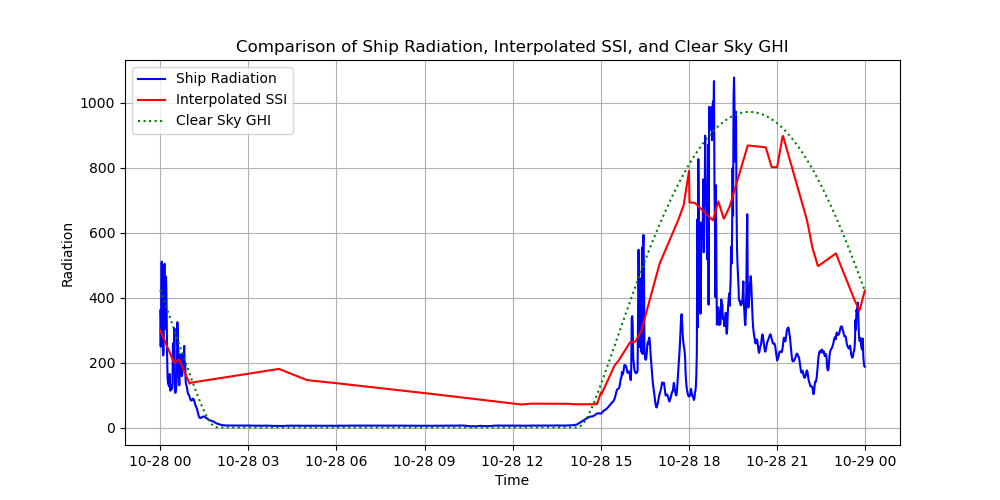 Comparison of Ship Radiation, Interpolated SSI, and Clear Sky GHI
Ship Radiation
Interpolated SSI
Clear Sky GHI
Radiation
1000
800
600
400
200
0
10-28 00 10-28 03 10-28 06 10-28 09 10-28 12 10-28 15 10-28 18 10-28 21 10-29 00
Time